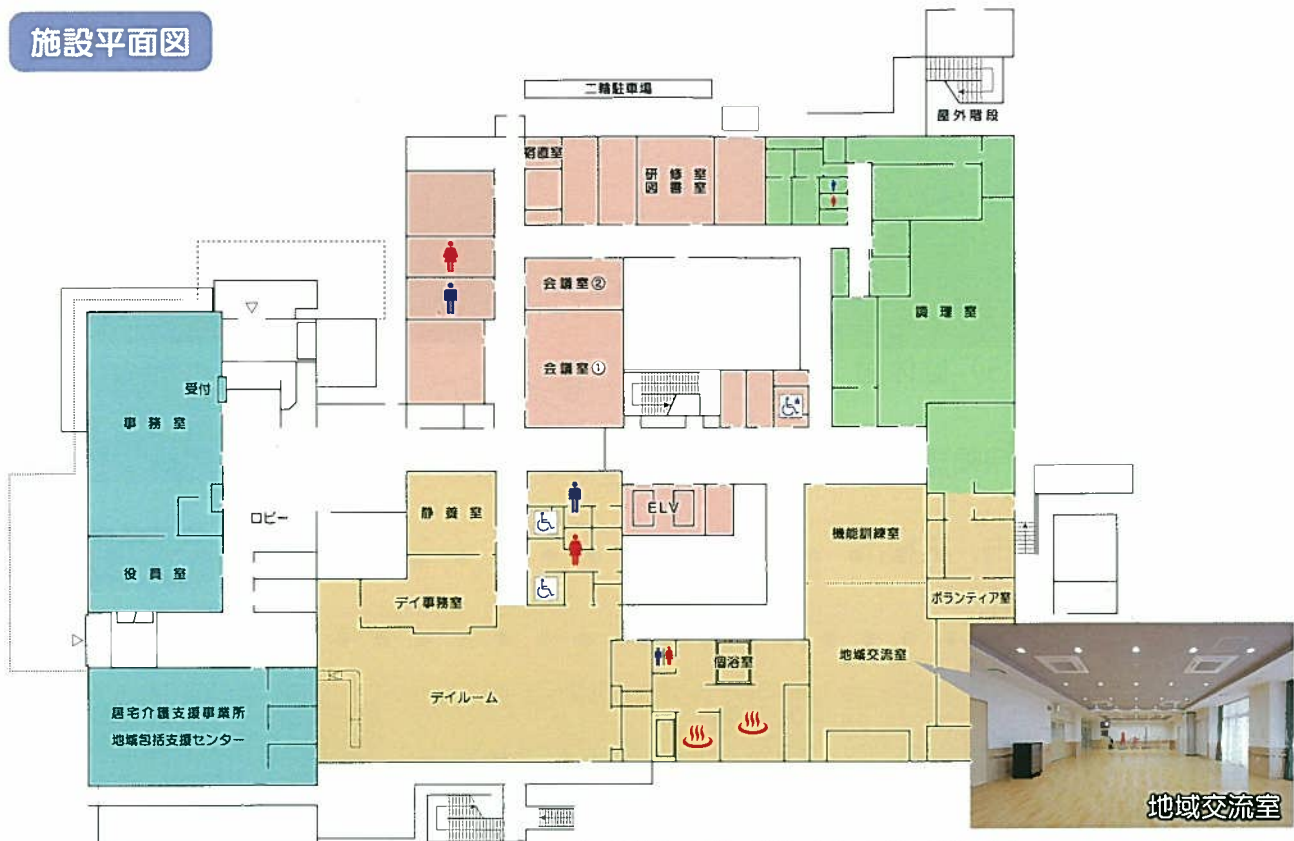 施設平面図
二輪駐車場
屋外階段
宿直室
研修室
図書室
会議室②
会議室①
調理室
受付
事務室
ロビー
静養室
ELV
機能訓練室
役員室
デイ事務室
ボランティア室
個浴室
地域交流室
デイルーム
居宅介護支援事業所
地域包括支援センター
地域交流室